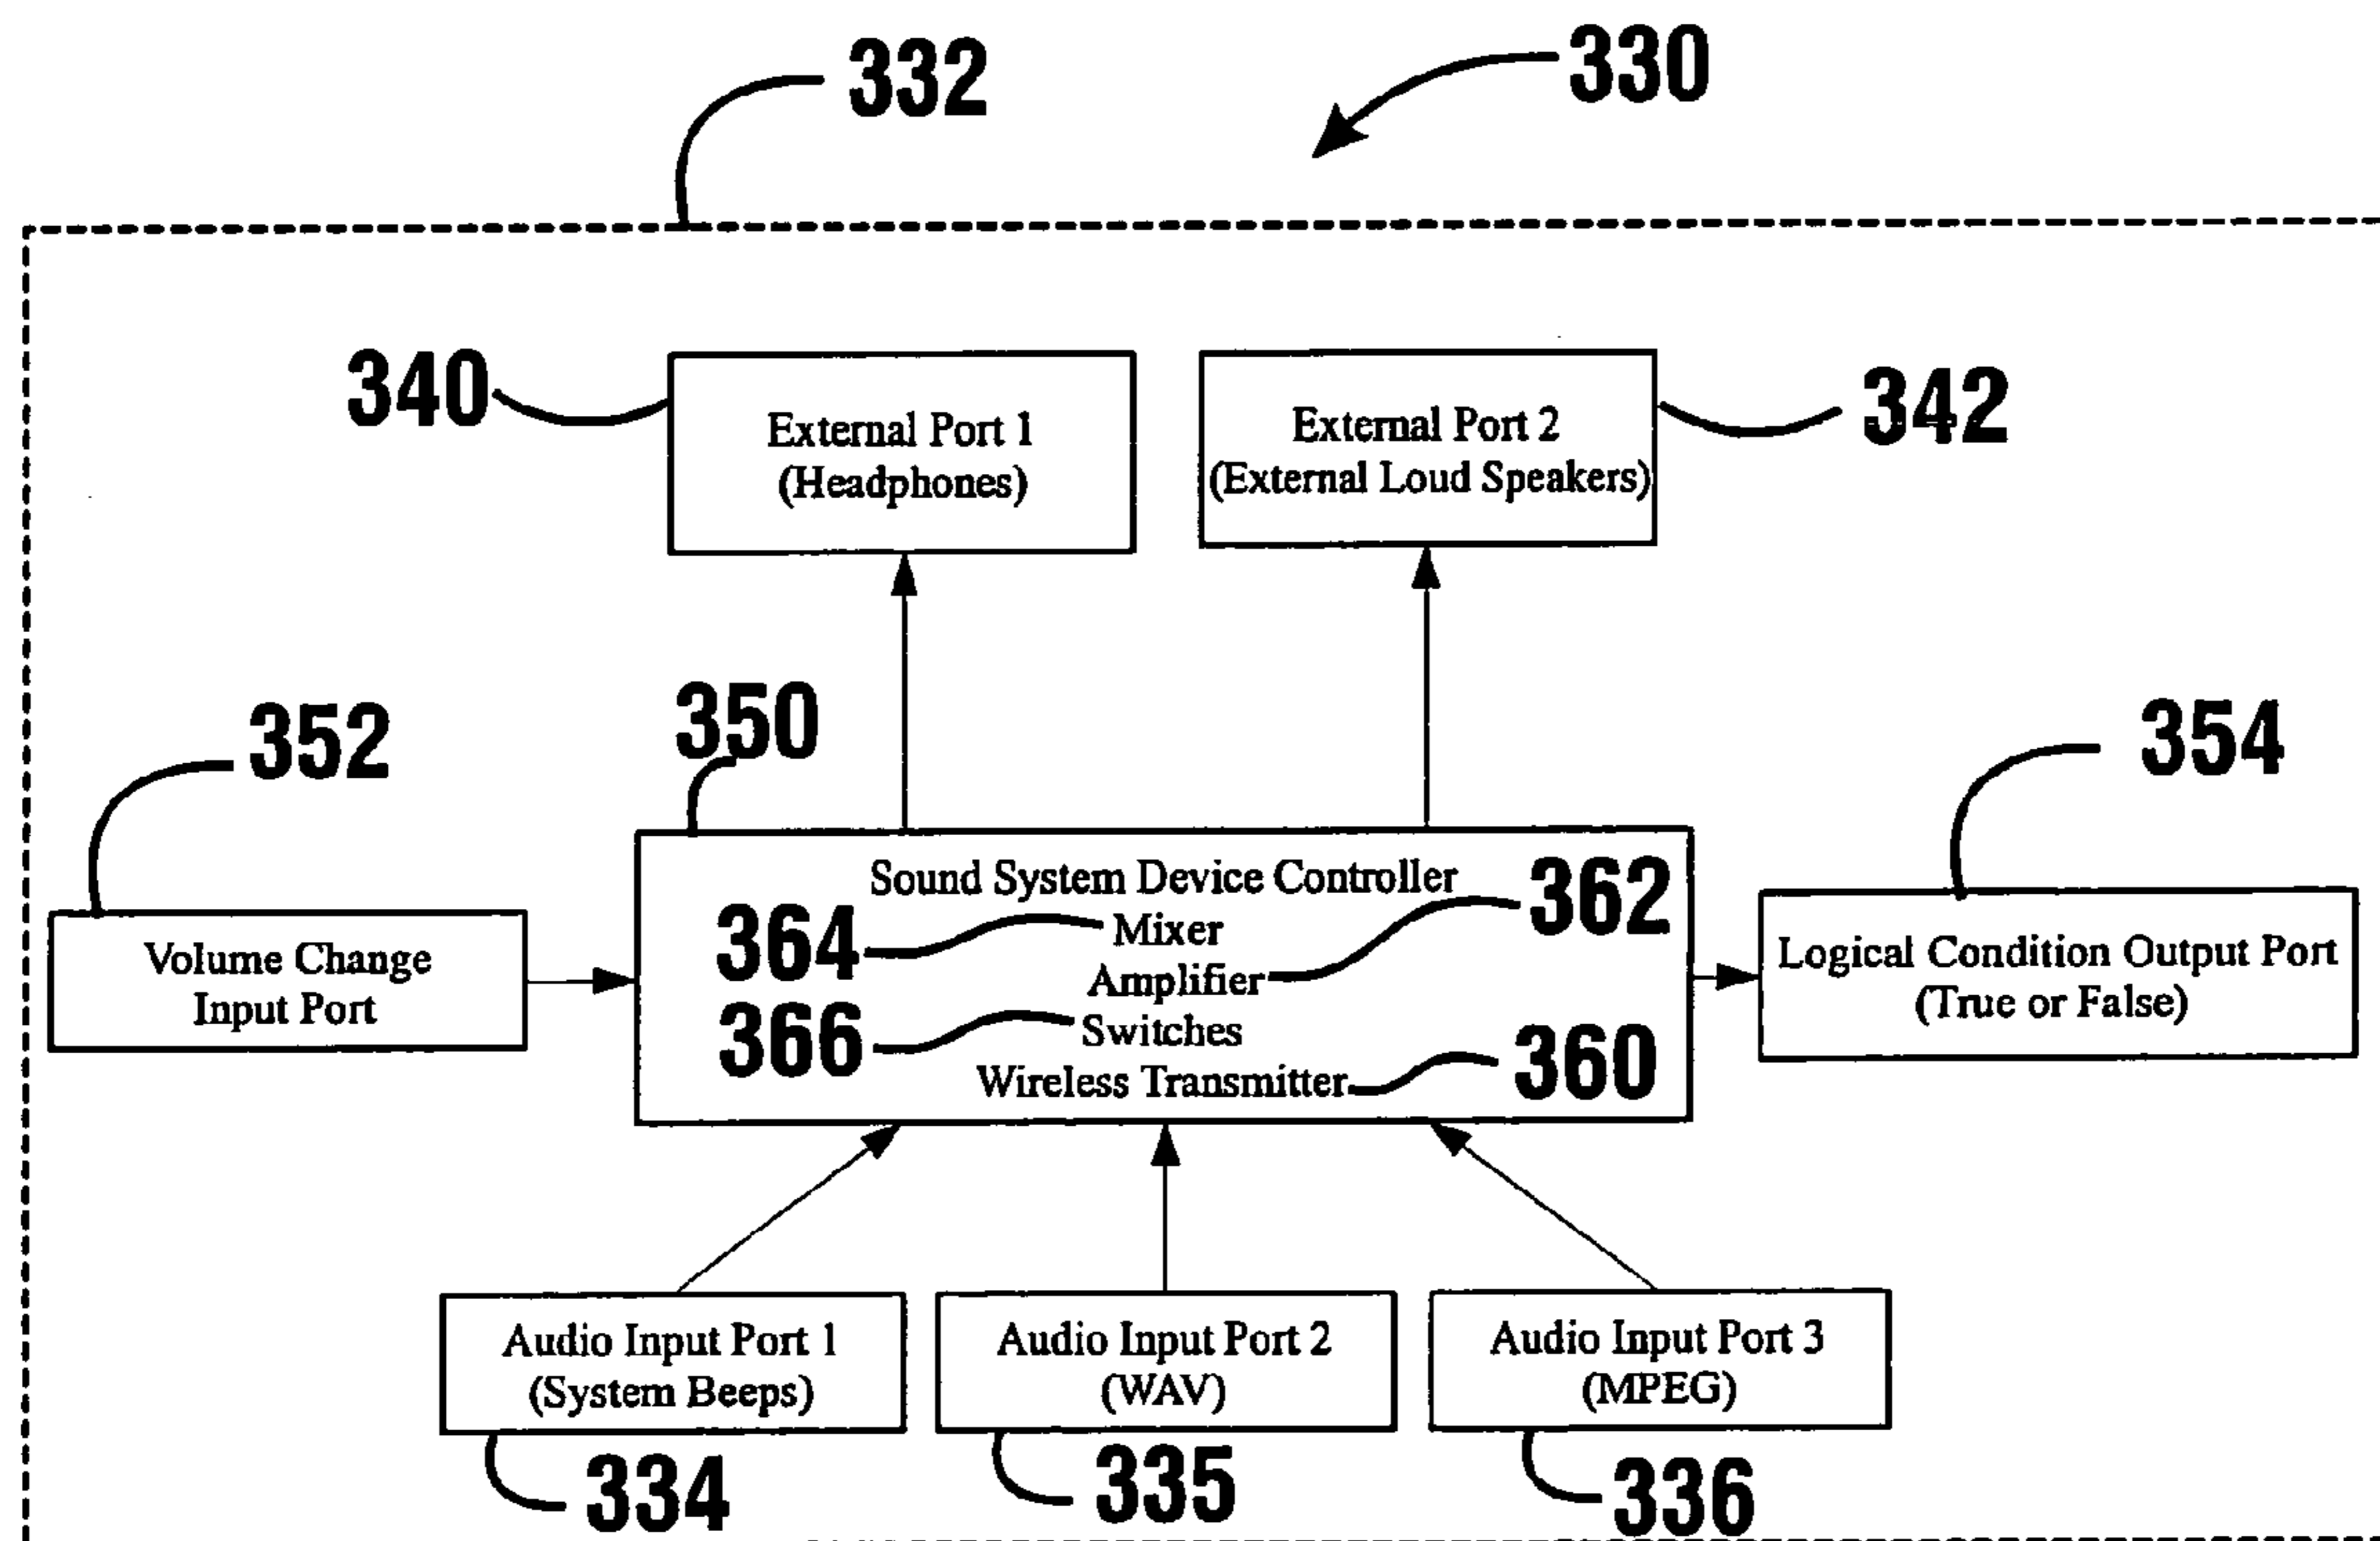 332
330
340
External Port 1
(Headphones)
External Port 2
(External Loud Speakers)
342
352
350
354
Volume Change
Input Port
Sound System Device Controller
362
364
Mixer
Amplifier
366
Switches
360
Wireless Transmitter
Logical Condition Output Port
(True or False)
Audio Input Port 1
(System Beeps)
Audio Input Port 2
(WAV)
Audio Input Port 3
(MPEG)
334
335
336